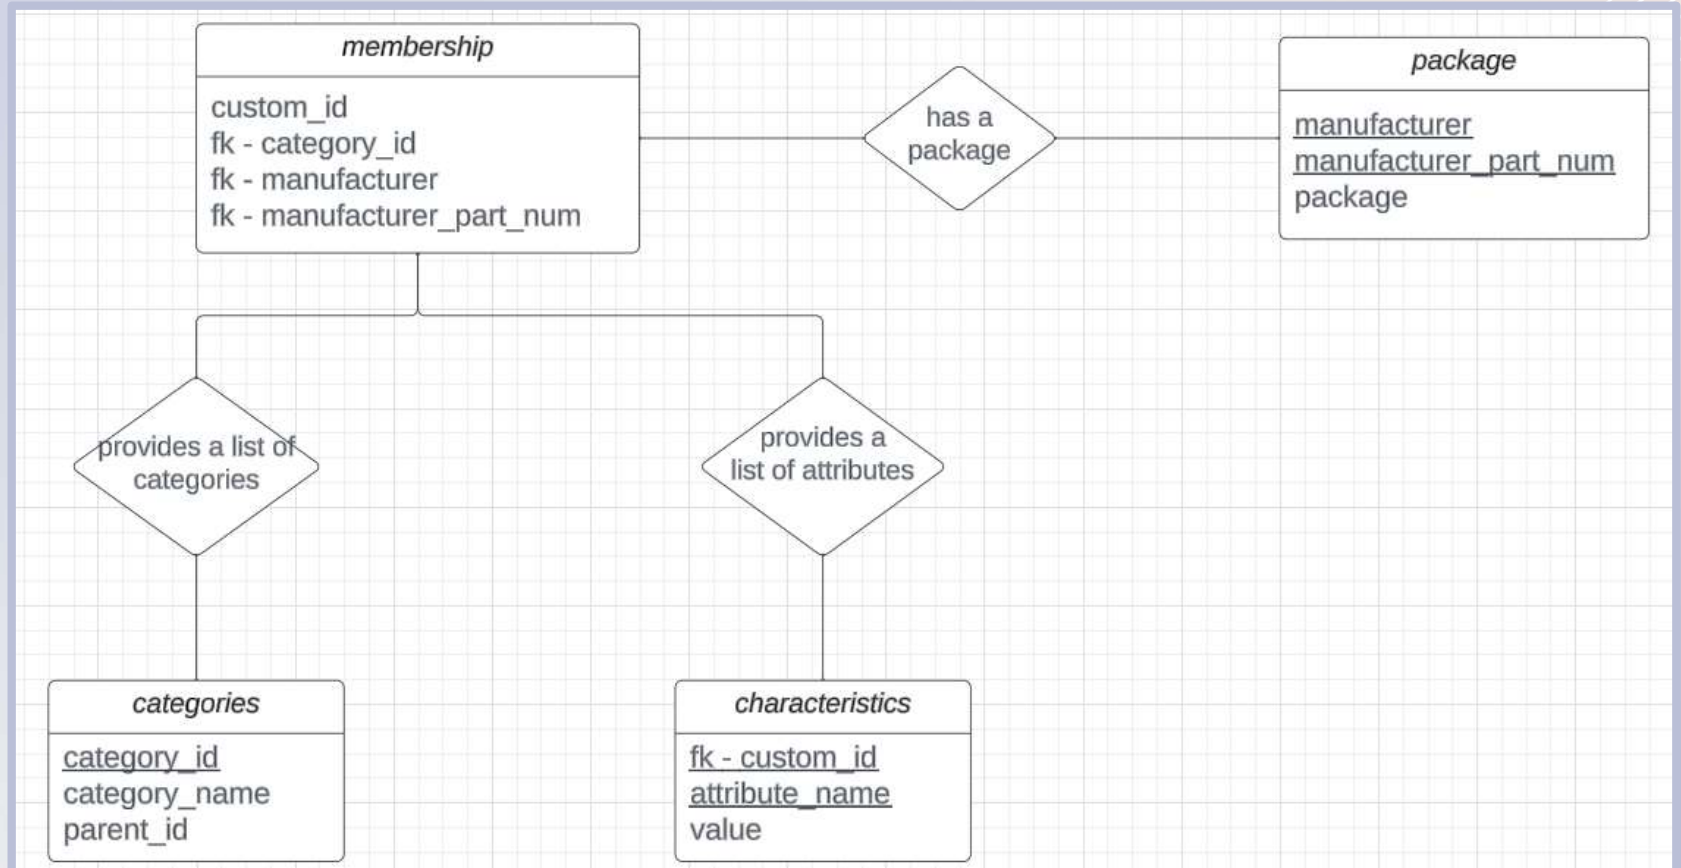 membership
custom_id
fk - category_id
fk - manufacturer
fk - manufacturer_part_num
has a
package
package
manufacturer
manufacturer_part_num
package
provides a list of
categories
provides a
list of attributes
categories
category_id
category_name
parent_id
characteristics
fk - custom_id
attribute_name
value